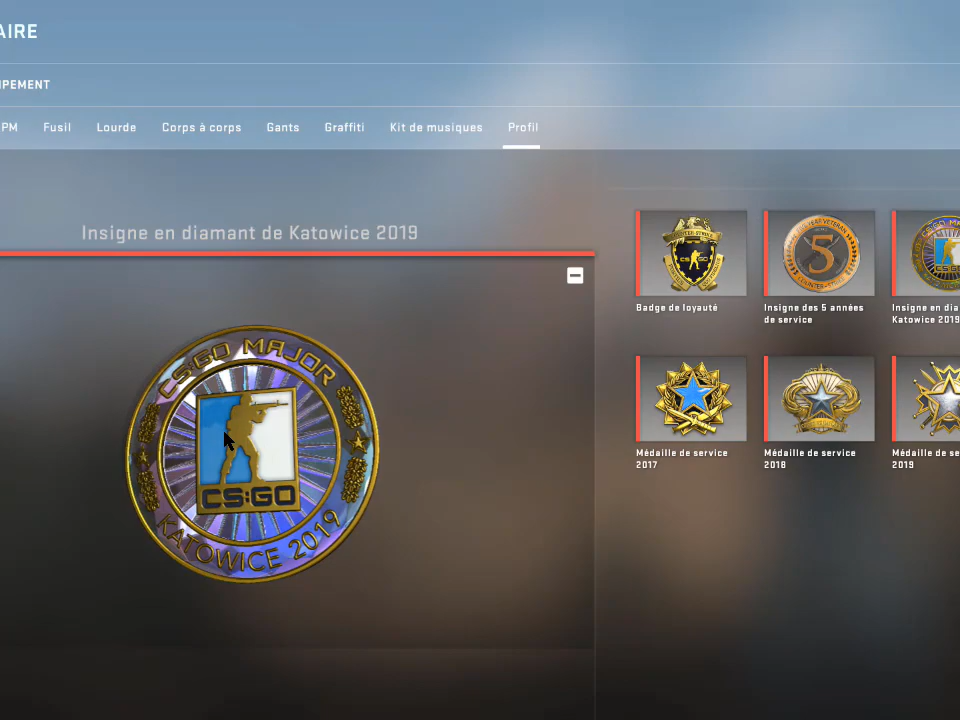 AIRE
IPEMENT
PM Fusil Lourde Corps à corps Gants Graffiti Kit de musiques Profil
Insigne en diamant de Katowice 2019
CS:GO MAJOR
CS:GO
KATOWICE 2019
Badge de loyauté
Insigne des 5 années
de service
Insigne en dia
Katowice 2019
Médaille de service
2017
Médaille de service
2018
Médaille de se
2019